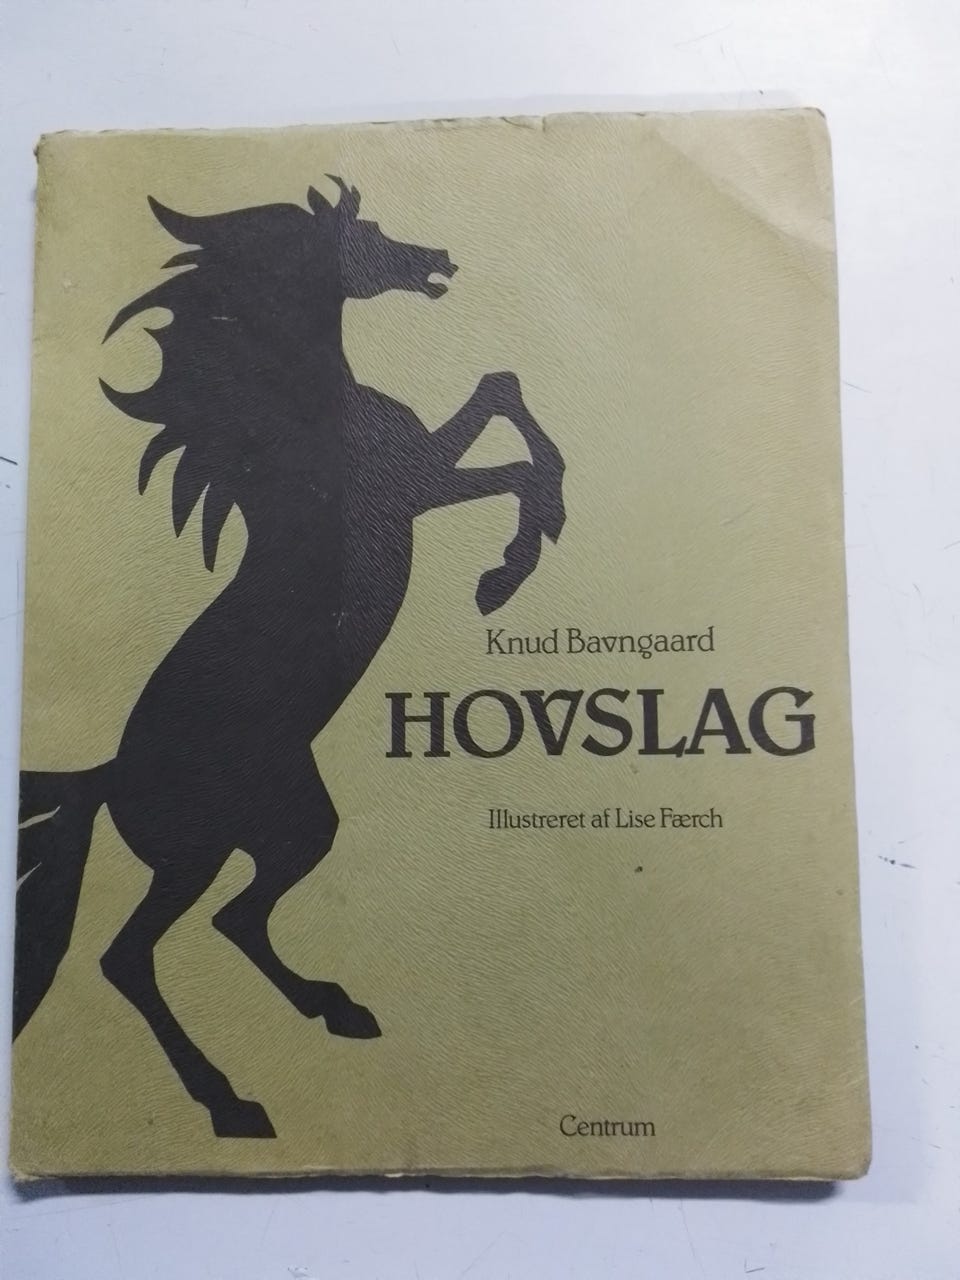 Knud Bavngaard
HOVSLAG
Illustreret af Lise Færch
Centrum